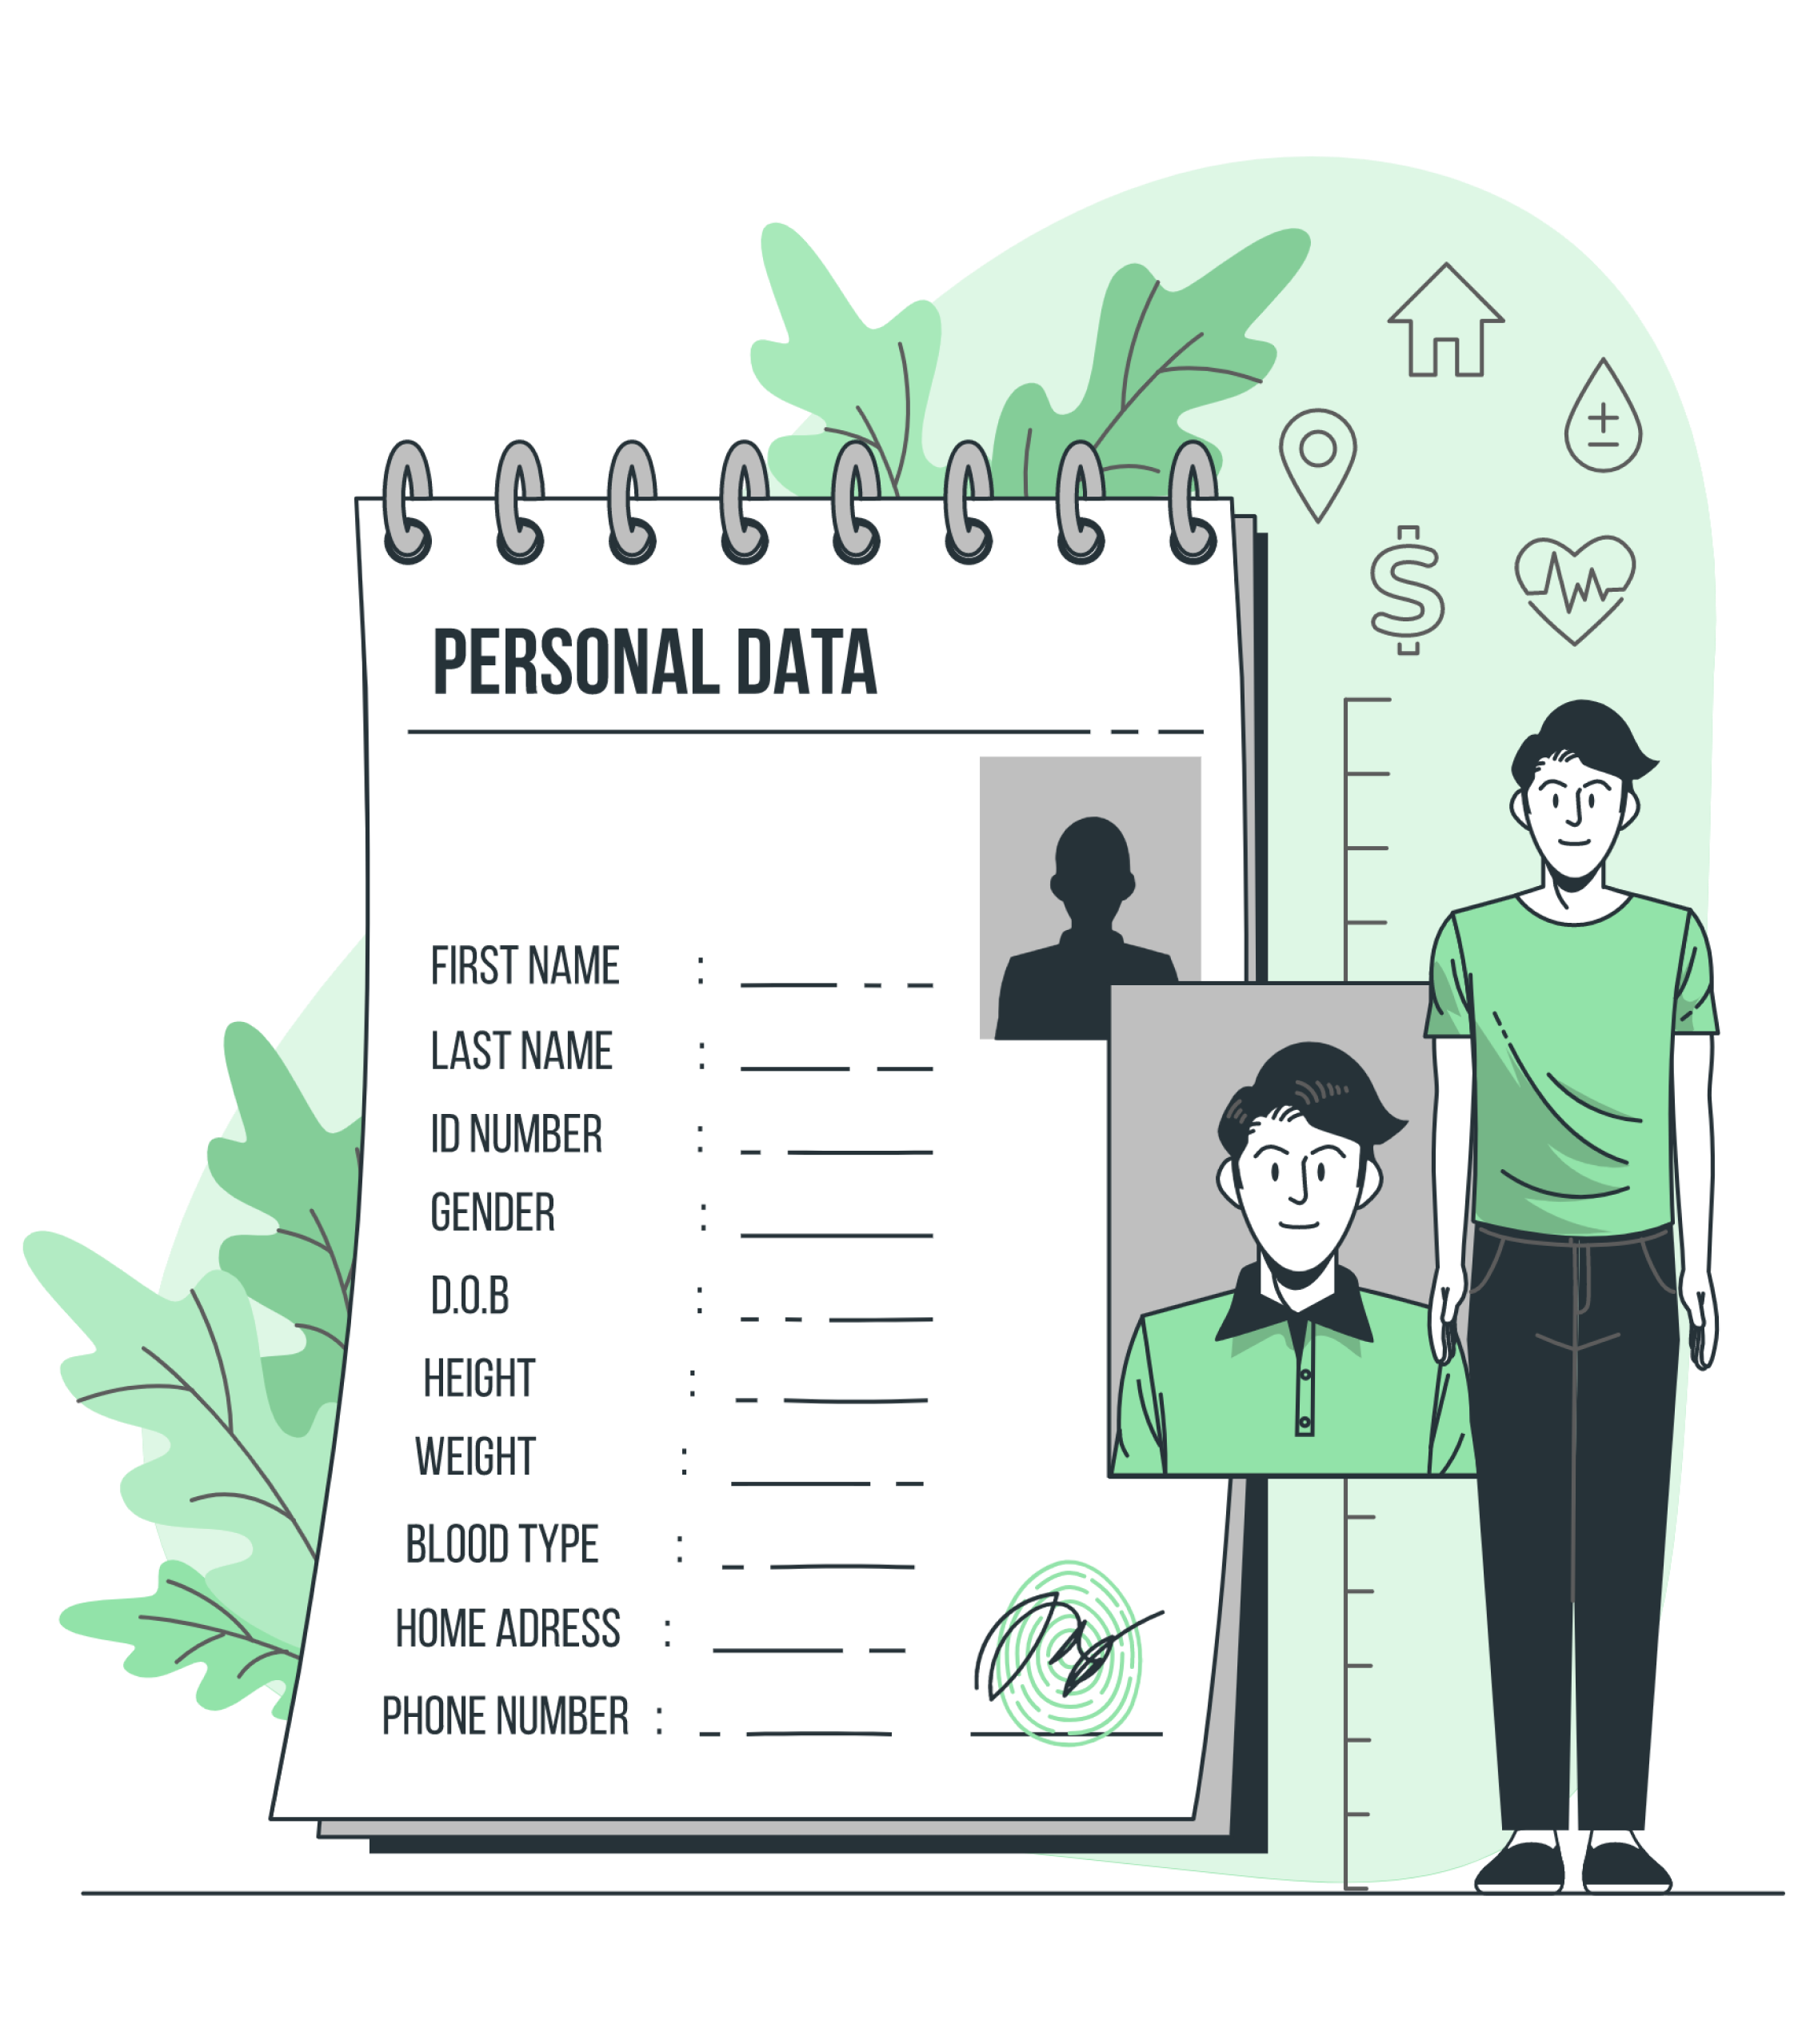 PERSONAL DATA
FIRST NAME :
LAST NAME :
ID NUMBER :
GENDER :
D.O.B :
HEIGHT :
WEIGHT :
BLOOD TYPE :
HOME ADRESS :
PHONE NUMBER :